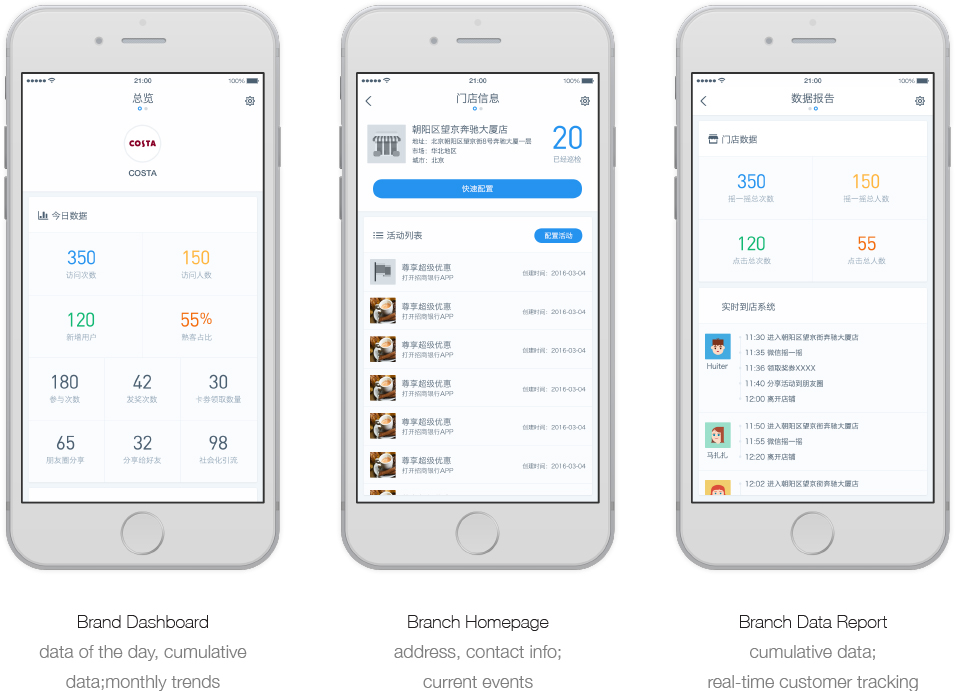 21:00
100%
总览
COSTA
COSTA
今日数据
350
150
访问次数
访问人数
120
55%
新增用户
熟客占比
180
42
30
参与次数
发奖次数
卡券领取数量
65
32
98
朋友圈分享
分享给好友
社会化引流
21:00
100%
门店信息
朝阳区望京奔驰大厦店
地址：北京朝阳区望京街8号奔驰大厦一层
市场：华北地区
城市：北京
20
已经巡检
快速配置
活动列表
配置活动
尊享超级优惠
打开招商银行APP
创建时间：2016-03-04
尊享超级优惠
打开招商银行APP
创建时间：2016-03-04
尊享超级优惠
打开招商银行APP
创建时间：2016-03-04
尊享超级优惠
打开招商银行APP
创建时间：2016-03-04
尊享超级优惠
打开招商银行APP
创建时间：2016-03-04
尊享超级优惠
打开招商银行APP
创建时间：2016-03-04
21:00
100%
数据报告
门店数据
350
150
摇一摇总次数
摇一摇总人数
120
55
点击总次数
点击总人数
实时到店系统
Huiter
11:30 进入朝阳区望京街奔驰大厦店
11:35 微信摇一摇
11:36 领取奖券XXXX
11:40 分享活动到朋友圈
12:00 离开店铺
马扎扎
11:50 进入朝阳区望京街奔驰大厦店
11:55 微信摇一摇
12:20 离开店铺
12:02 进入朝阳区望京街奔驰大厦店
Brand Dashboard
data of the day, cumulative
data;monthly trends
Branch Homepage
address, contact info;
current events
Branch Data Report
cumulative data;
real-time customer tracking